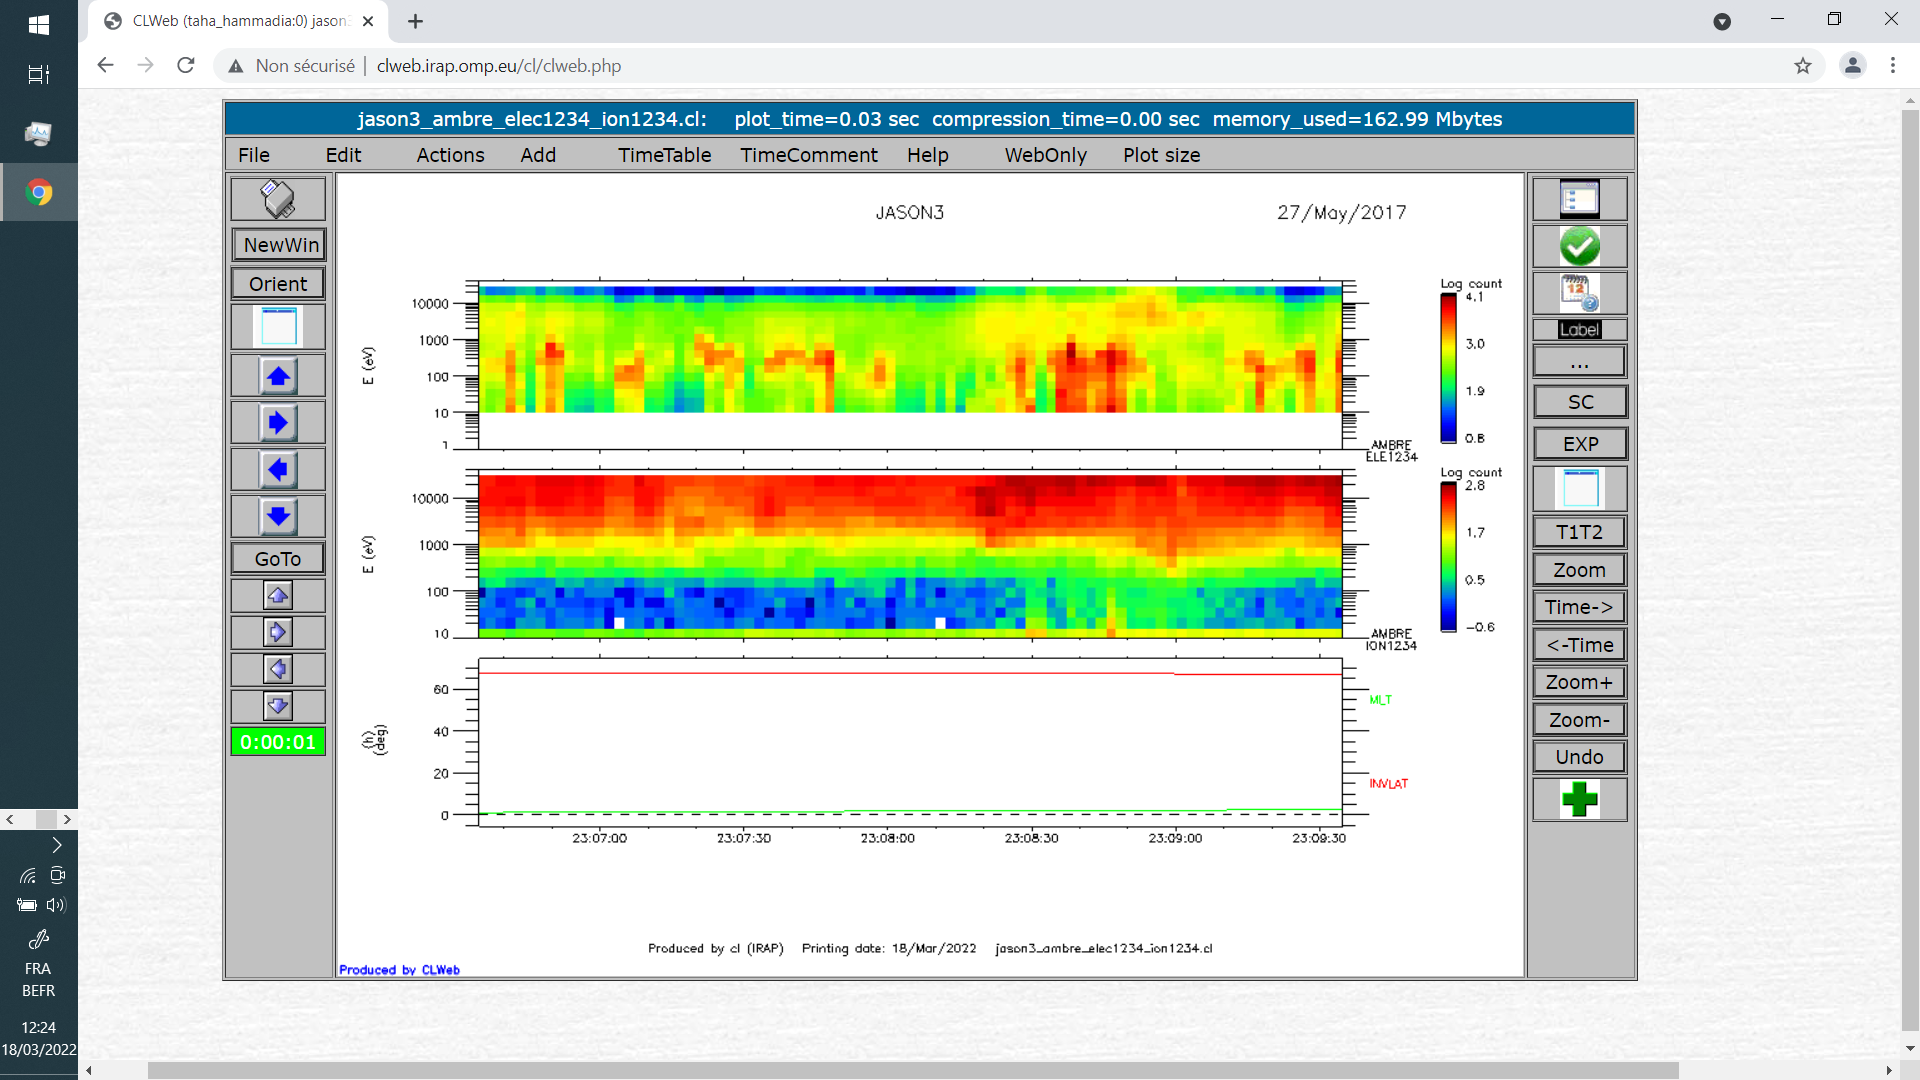 CLWeb (taha_hammadia:0) jason3
Non sécurisé | clweb.irap.omp.eu/cl/clweb.php
jason3_ambre_elec1234_ion1234.cl: plot_time=0.03 sec compression_time=0.00 sec memory_used=162.99 Mbytes
File Edit Actions Add TimeTable TimeComment Help WebOnly Plot size
NewWin
Orient
GoTo
0:00:01
JASON3 27/May/2017
E (eV)
10000
1000
100
10
1
Log count
4.1
3.0
1.9
0.8
AMBRE
ELE1234
E (eV)
10000
1000
100
10
Log count
2.8
1.7
0.5
-0.6
AMBRE
ION1234
(h)
(deg)
60
40
20
0
MLT
INVLAT
23:07:00 23:07:30 23:08:00 23:08:30 23:09:00 23:09:30
Produced by cl (IRAP) Printing date: 18/Mar/2022 jason3_ambre_elec1234_ion1234.cl
Produced by CLWeb
12
Label
...
SC
EXP
T1T2
Zoom
Time->
<-Time
Zoom+
Zoom-
Undo
FRA
BEFR
12:24
18/03/2022